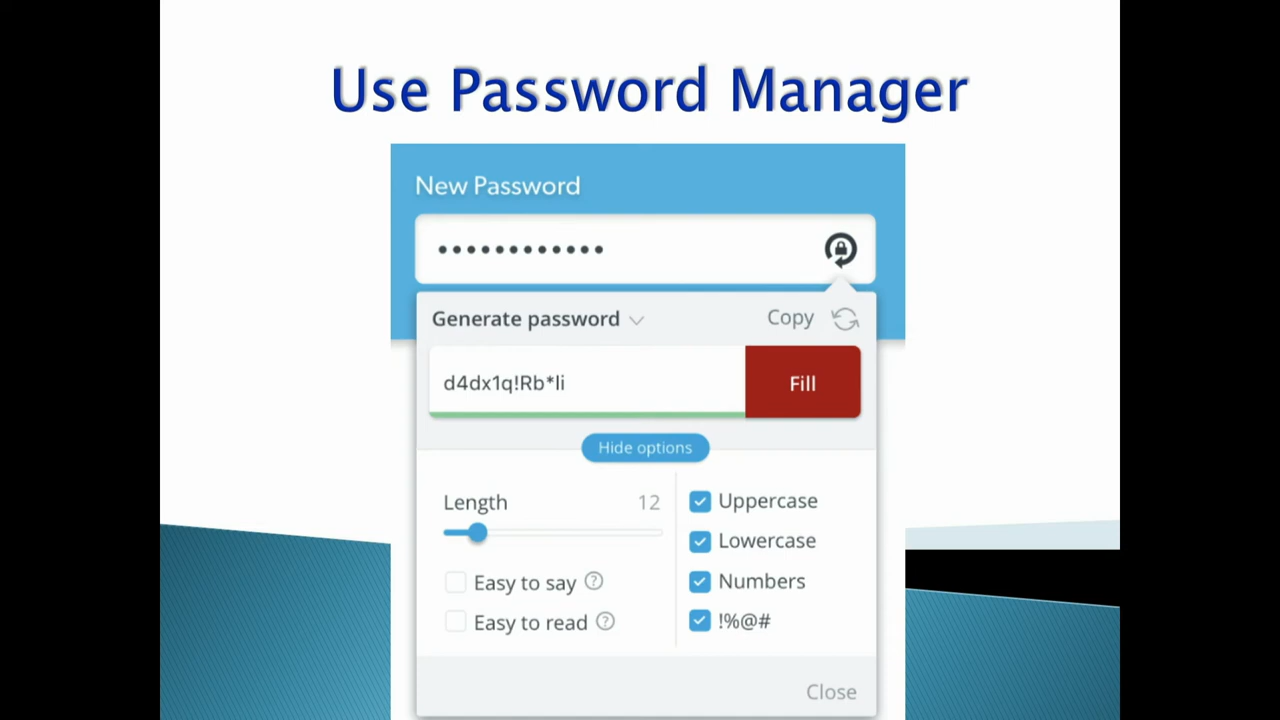 Use Password Manager
New Password
Generate password
Copy
d4dx1q!Rb*li
Fill
Hide options
Length 12
Uppercase
Lowercase
Easy to say ?
Numbers
Easy to read ?
!%@#
Close